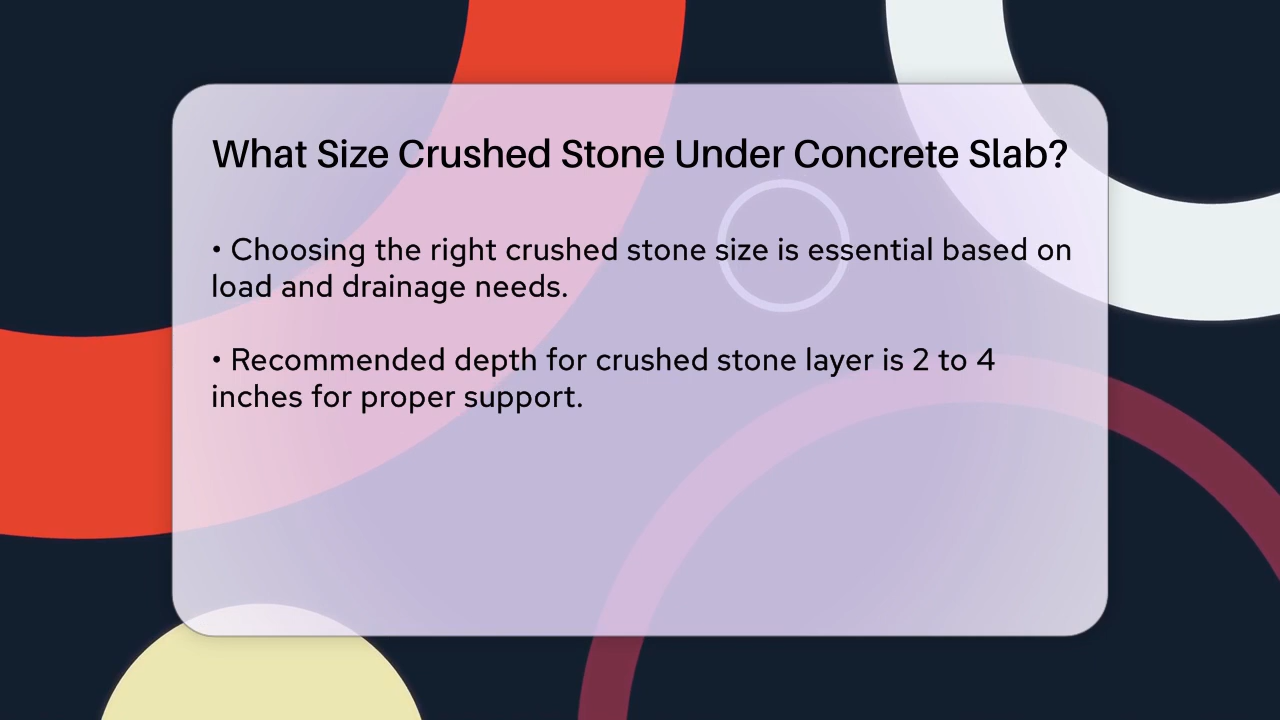 What Size Crushed Stone Under Concrete Slab?
• Choosing the right crushed stone size is essential based on
load and drainage needs.
• Recommended depth for crushed stone layer is 2 to 4
inches for proper support.